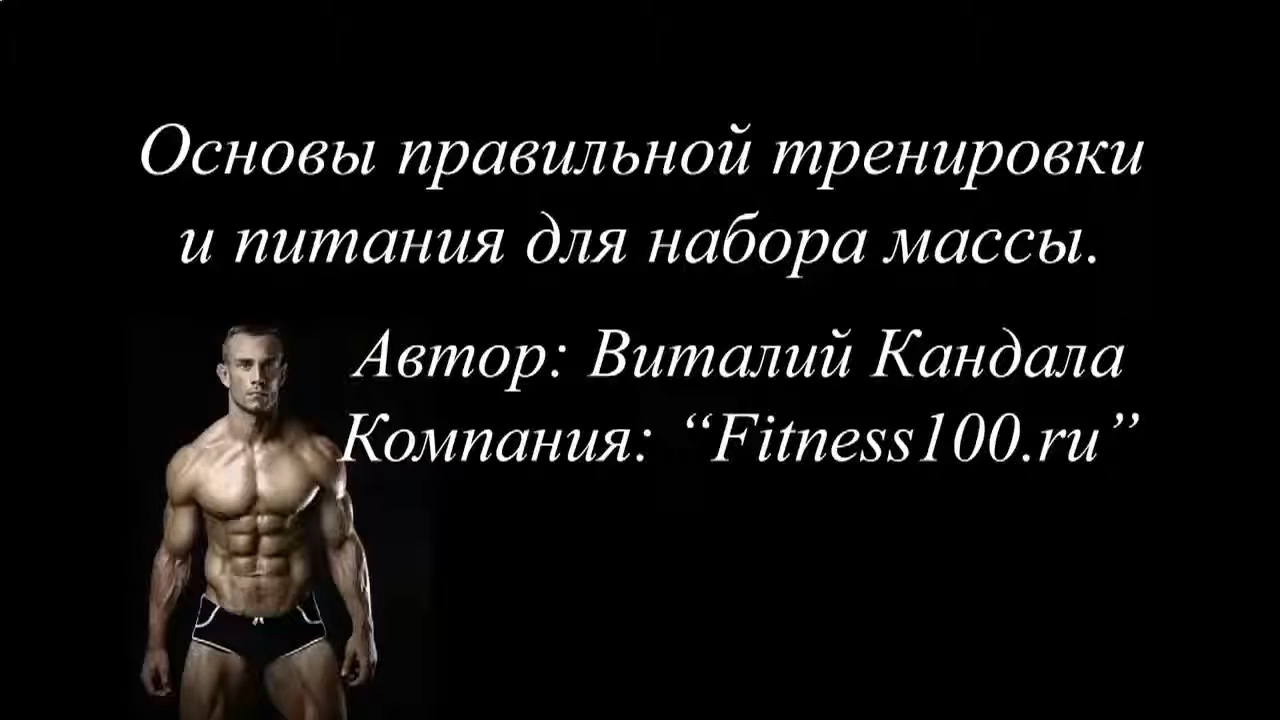 Основы правильной тренировки
и питания для набора массы.
Автор: Виталий Кандала
Компания: “Fitness100.ru”